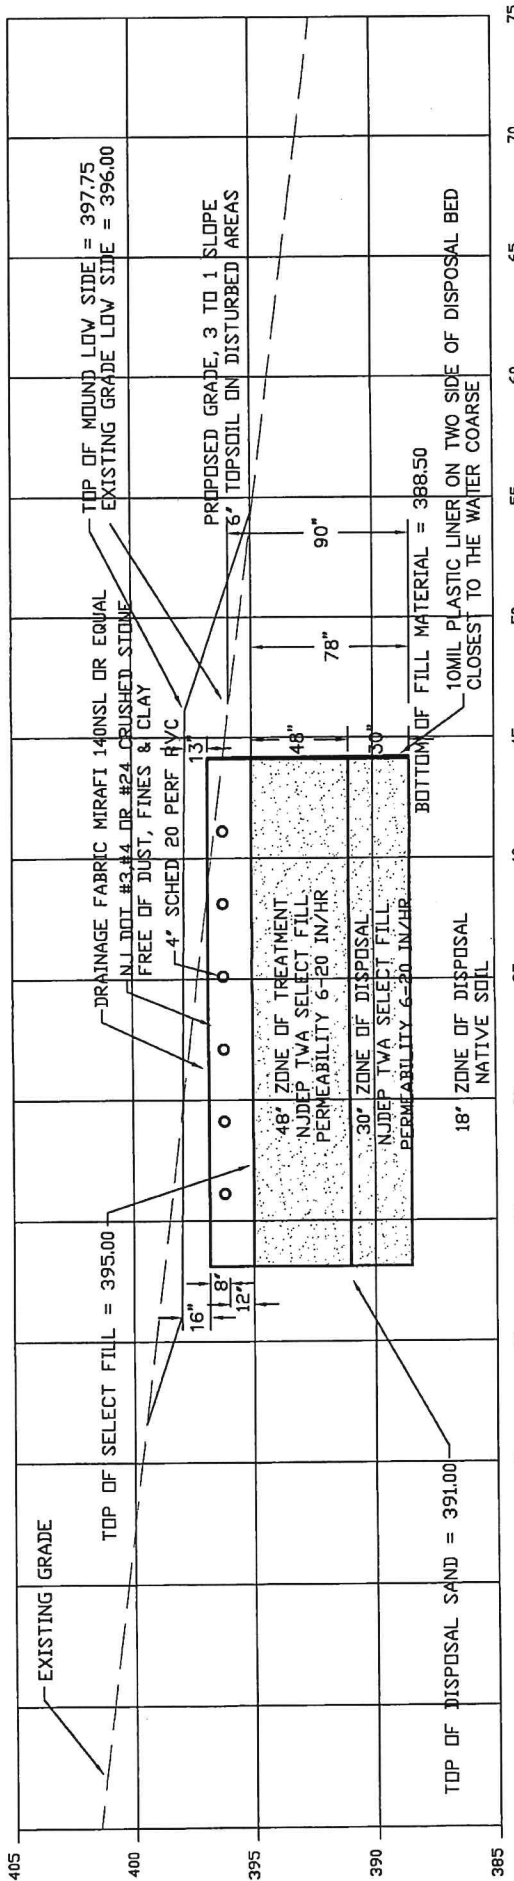 405
400
395
390
385
EXISTING GRADE
TOP OF SELECT FILL = 395.00
TOP OF DISPOSAL SAND = 391.00
16"
8"
12"
DRAINAGE FABRIC MIRAFI 140NSL OR EQUAL
NJ DOT #3,#4 OR #24 CRUSHED STONE
FREE OF DUST, FINES & CLAY
4" SCHED 20 PERF PVC
48" ZONE OF TREATMENT
NJDEP TWA SELECT FILL
PERMEABILITY 6-20 IN/HR
30" ZONE OF DISPOSAL
NJDEP TWA SELECT FILL
PERMEABILITY 6-20 IN/HR
18" ZONE OF DISPOSAL
NATIVE SOIL
13"
48"
30"
78"
90"
TOP OF MOUND LOW SIDE = 397.75
EXISTING GRADE LOW SIDE = 396.00
PROPOSED GRADE, 3 TO 1 SLOPE
6" TOPSOIL ON DISTURBED AREAS
BOTTOM OF FILL MATERIAL = 388.50
10MIL PLASTIC LINER ON TWO SIDE OF DISPOSAL BED
CLOSEST TO THE WATER COARSE
65
70
75